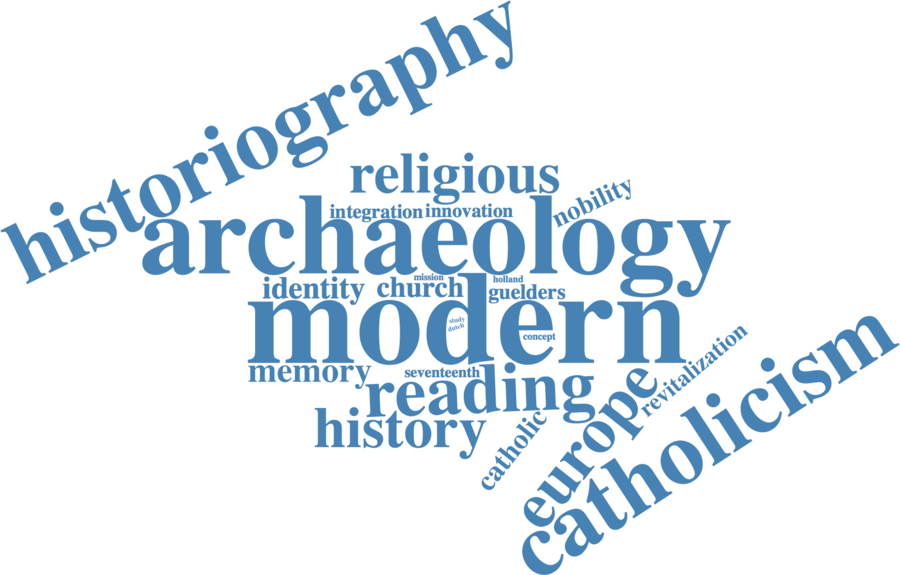 historiography
religious
integration innovation nobility
archaeology
mission holland
identity church guelders
modern
study
dutch
concept
memory seventeenth
reading
history
revitalization
catholic
europe
catholicism